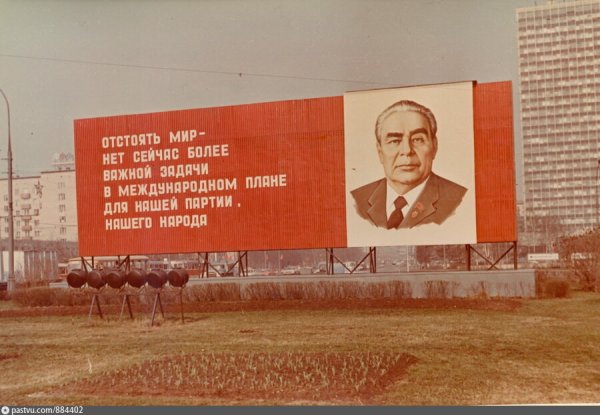 ОТСТОЯТЬ МИР-
НЕТ СЕЙЧАС БОЛЕЕ
ВАЖНОЙ ЗАДАЧИ
В МЕЖДУНАРОДНОМ ПЛАНЕ
ДЛЯ НАШЕЙ ПАРТИИ,
НАШЕГО НАРОДА
pastvu.com/884402